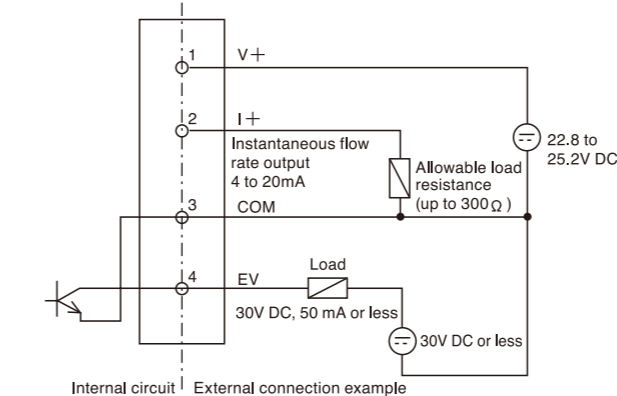 1
V+
2
I+
Instantaneous flow
rate output
4 to 20mA
Allowable load
resistance
(up to 300Ω )
22.8 to
25.2V DC
3
COM
4
EV
Load
30V DC, 50 mA or less
30V DC or less
Internal circuit
External connection example